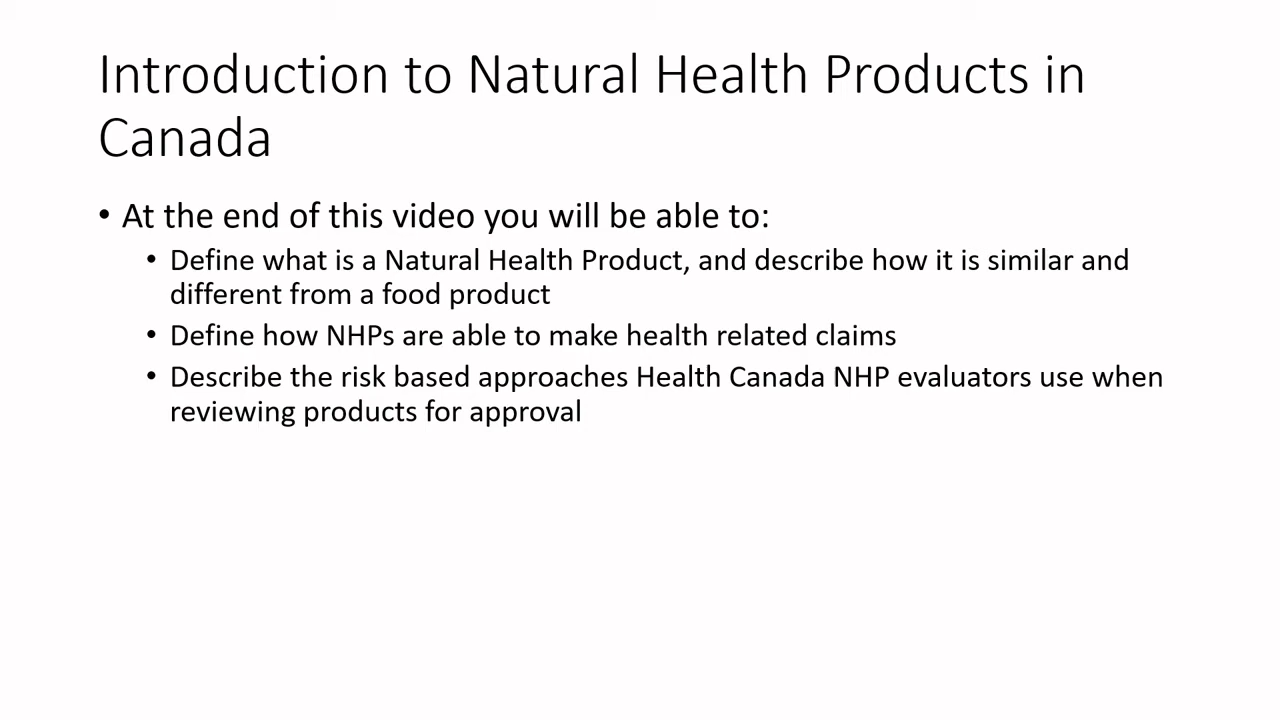 Introduction to Natural Health Products in
Canada
• At the end of this video you will be able to:
• Define what is a Natural Health Product, and describe how it is similar and
different from a food product
• Define how NHPs are able to make health related claims
• Describe the risk based approaches Health Canada NHP evaluators use when
reviewing products for approval